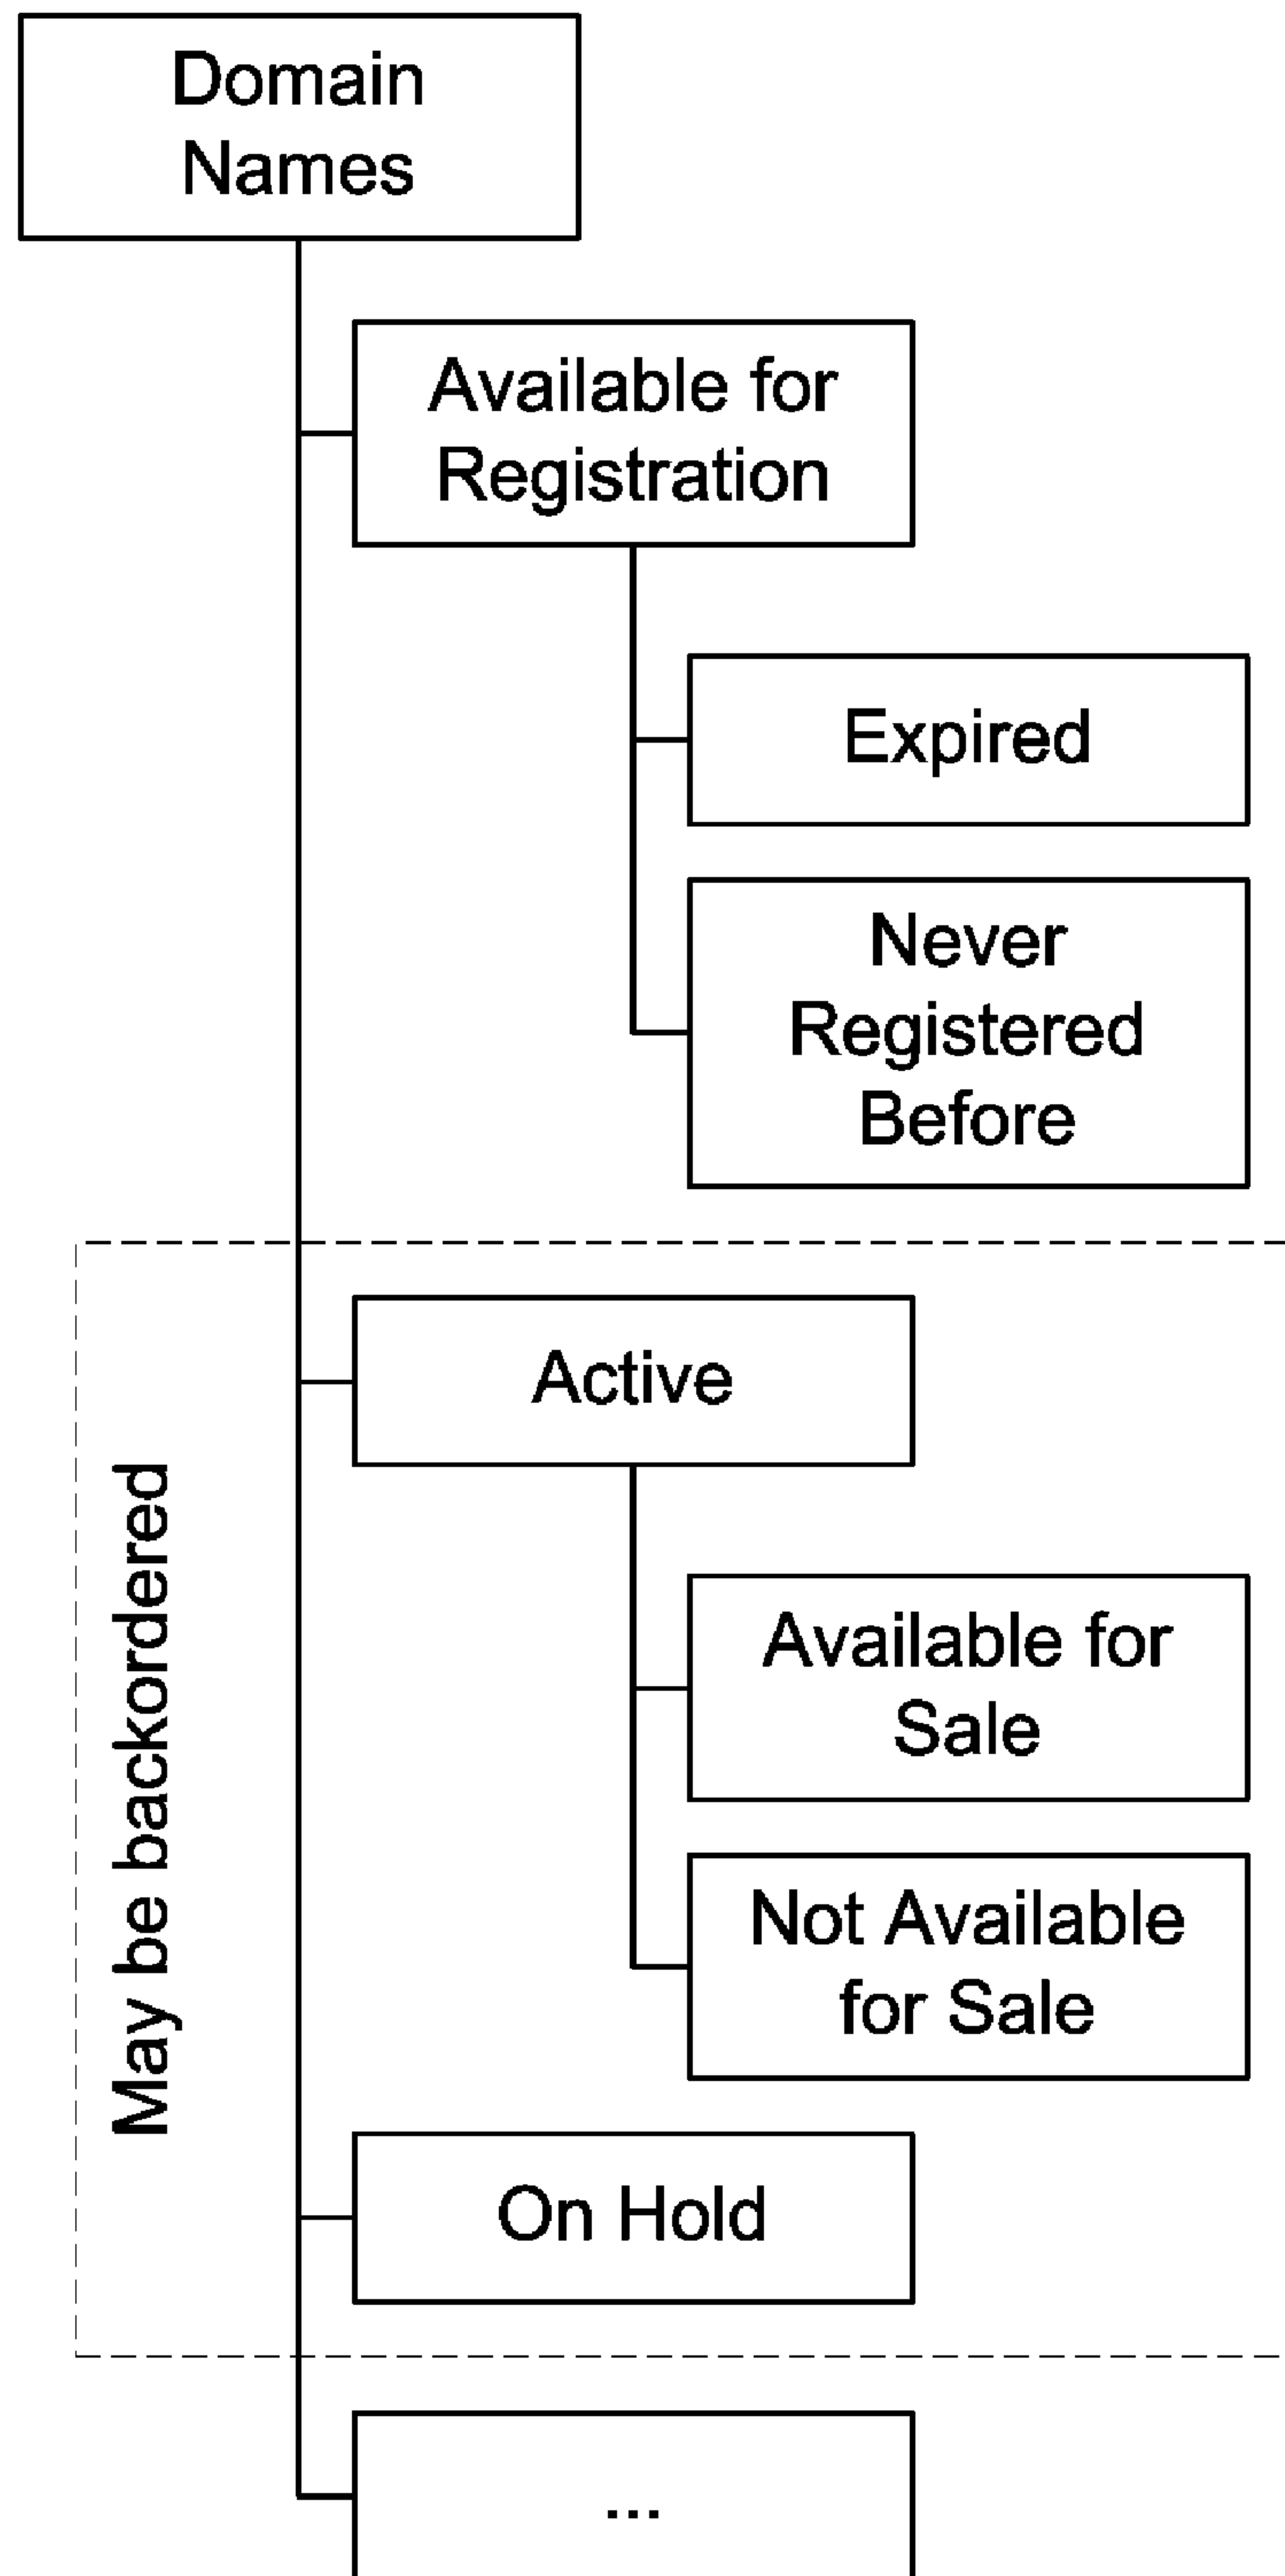 Domain
Names
Available for
Registration
Expired
Never
Registered
Before
May be backordered
Active
Available for
Sale
Not Available
for Sale
On Hold
...